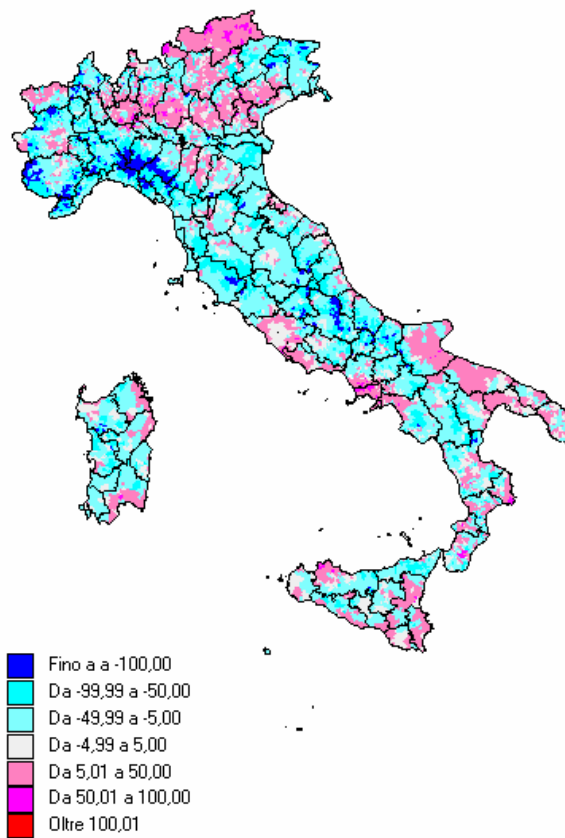 Fino a a -100,00
Da -99,99 a -50,00
Da -49,99 a -5,00
Da -4,99 a 5,00
Da 5,01 a 50,00
Da 50,01 a 100,00
Oltre 100,01